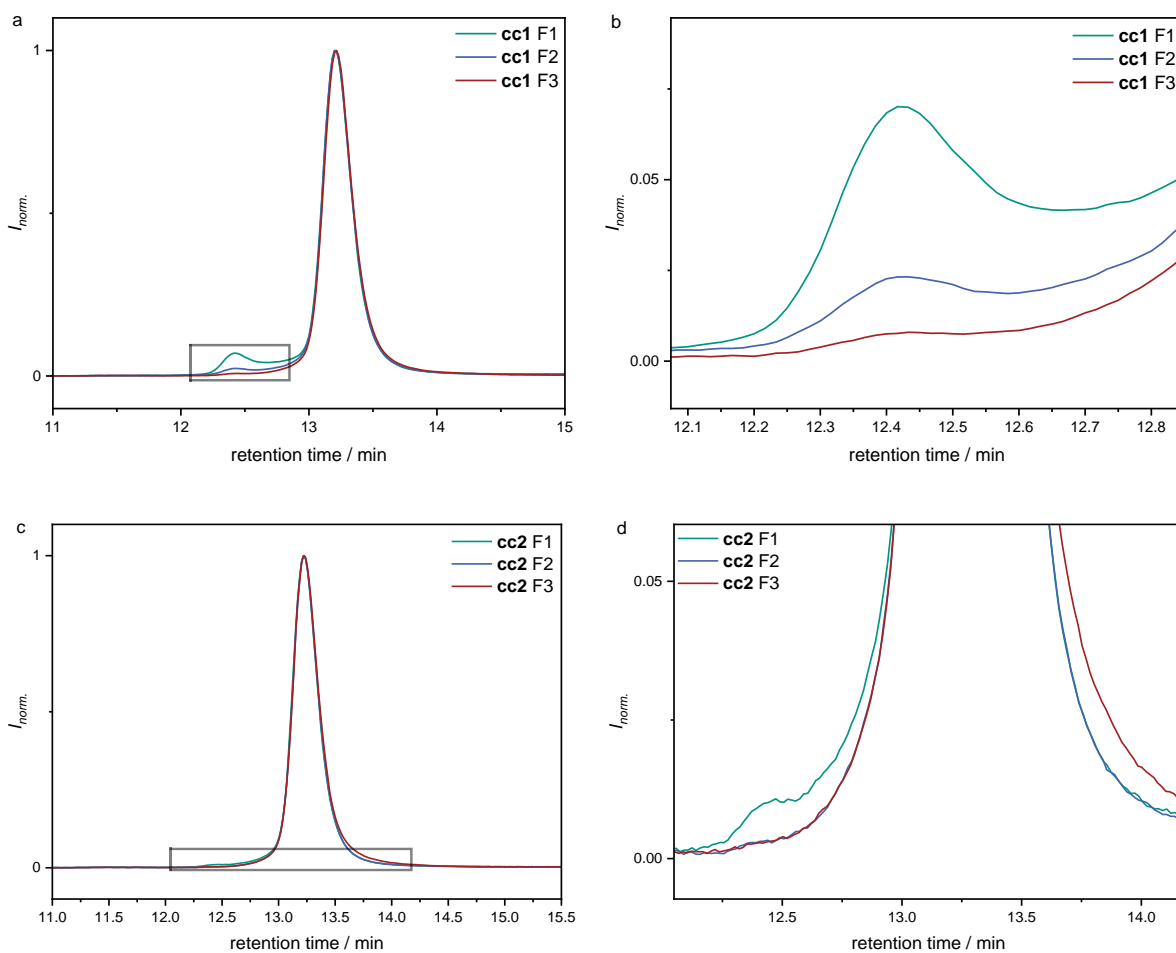 a
cc1 F1
cc1 F2
cc1 F3
1
0
I norm.
11 12 13 14 15
retention time / min
b
cc1 F1
cc1 F2
cc1 F3
0.05
0.00
I norm.
12.1 12.2 12.3 12.4 12.5 12.6 12.7 12.8
retention time / min
c
cc2 F1
cc2 F2
cc2 F3
1
0
I norm.
11.0 11.5 12.0 12.5 13.0 13.5 14.0 14.5 15.0 15.5
retention time / min
d
cc2 F1
cc2 F2
cc2 F3
0.05
0.00
I norm.
12.5 13.0 13.5 14.0
retention time / min